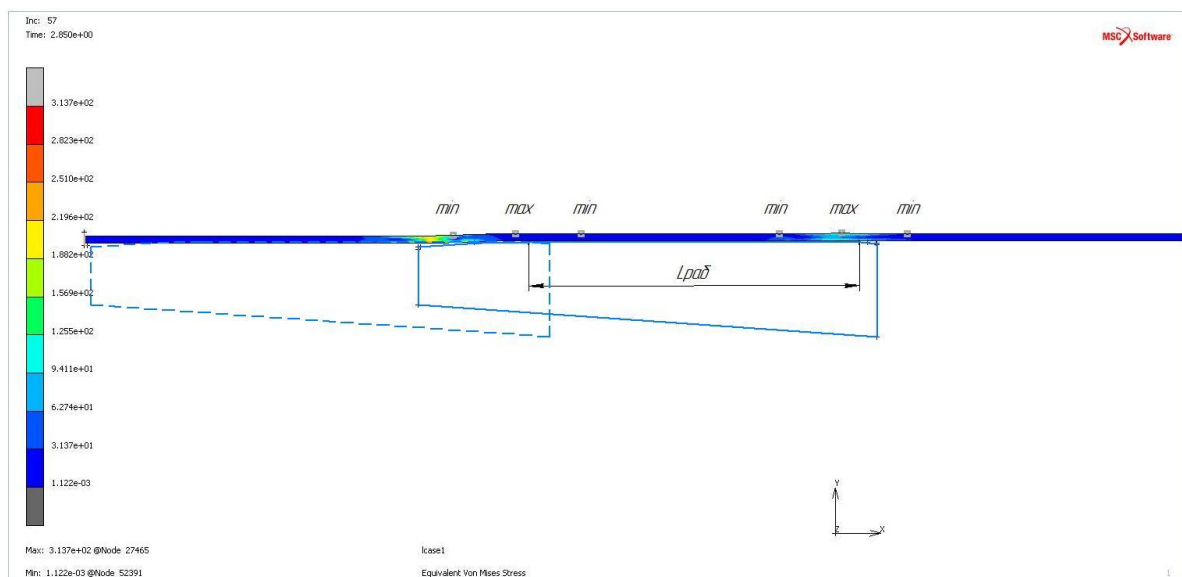 Inc: 57
Time: 2.850e+00
MSC Software
3.137e+02
2.823e+02
2.510e+02
2.196e+02
1.882e+02
1.569e+02
1.255e+02
9.411e+01
6.274e+01
3.137e+01
1.122e-03
min max min min max min
Lраб
Y
Z X
Max: 3.137e+02 @Node 27465
lcase1
Min: 1.122e-03 @Node 52391
Equivalent Von Mises Stress
1